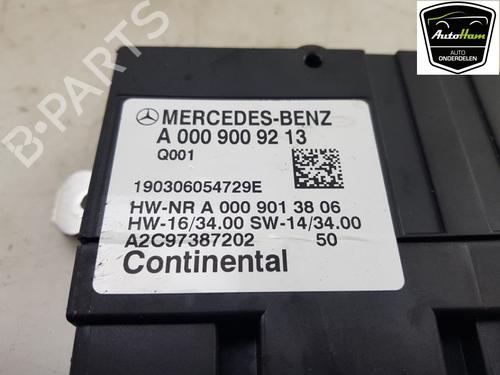 AutoHam
AUTO
ONDERDELEN
B-PARTS
MERCEDES-BENZ
A 000 900 92 13
Q001
190306054729E
HW-NR A 000 901 38 06
HW-16/34.00 SW-14/34.00
A2C97387202 50
Continental